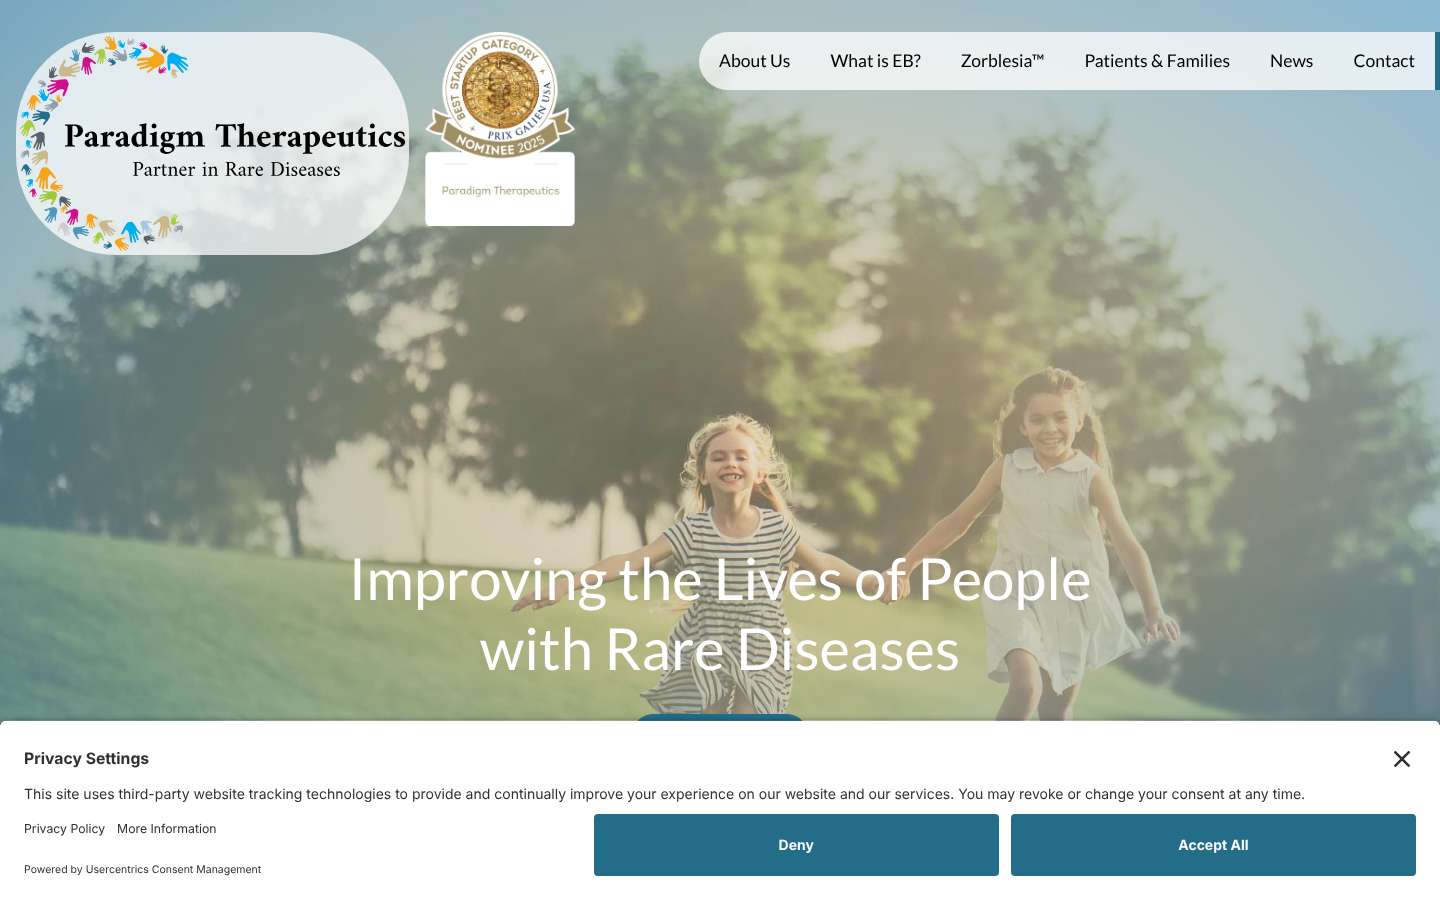 Paradigm Therapeutics
Partner in Rare Diseases
BEST STARTUP CATEGORY
PRIX GALIEN USA
NOMINEE 2025
Paradigm Therapeutics
About Us
What is EB?
Zorblesia™
Patients & Families
News
Contact
Improving the Lives of People
with Rare Diseases
Privacy Settings
This site uses third-party website tracking technologies to provide and continually improve your experience on our website and our services. You may revoke or change your consent at any time.
Privacy Policy
More Information
Deny
Accept All
Powered by Usercentrics Consent Management